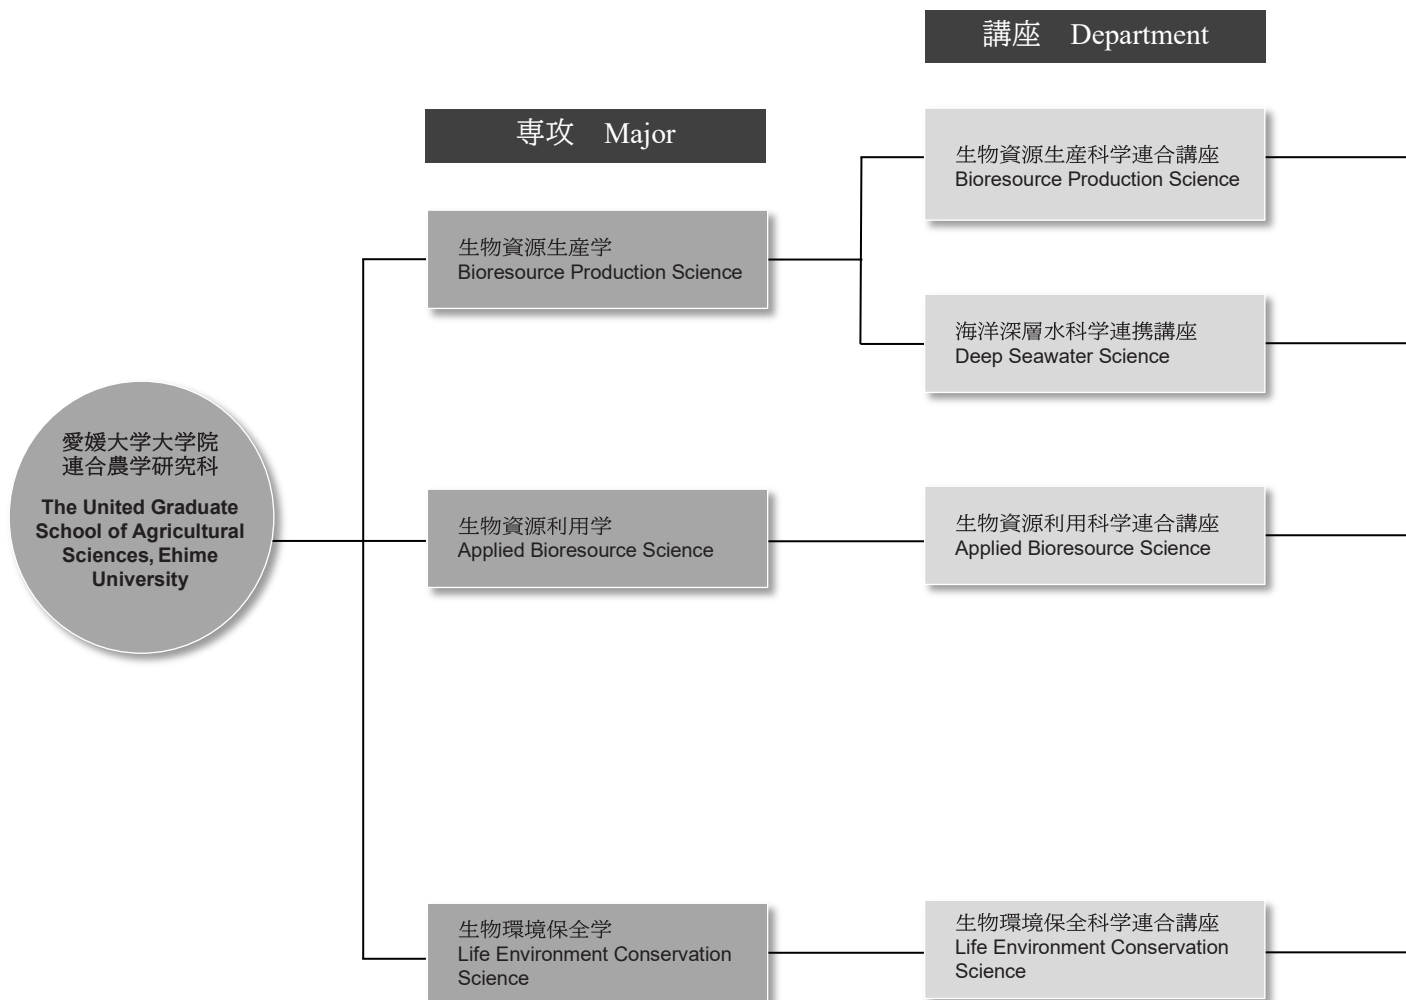 講座 Department
専攻 Major
生物資源生産科学連合講座
Bioresource Production Science
生物資源生産学
Bioresource Production Science
海洋深層水科学連携講座
Deep Seawater Science
愛媛大学大学院
連合農学研究科
The United Graduate
School of Agricultural
Sciences, Ehime
University
生物資源利用学
Applied Bioresource Science
生物資源利用科学連合講座
Applied Bioresource Science
生物環境保全学
Life Environment Conservation
Science
生物環境保全科学連合講座
Life Environment Conservation
Science